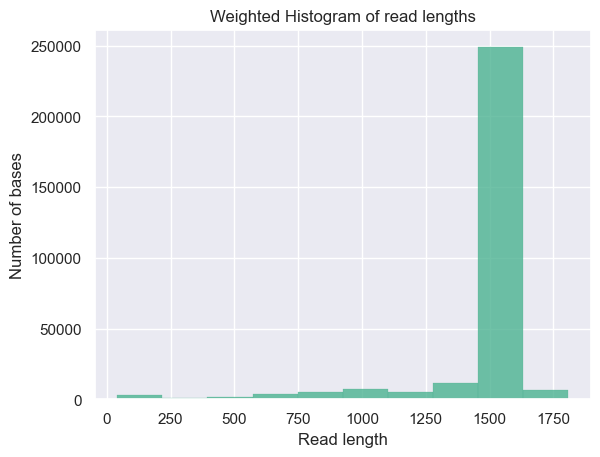 Weighted Histogram of read lengths
250000
200000
150000
100000
50000
0
Number of bases
0 250 500 750 1000 1250 1500 1750
Read length